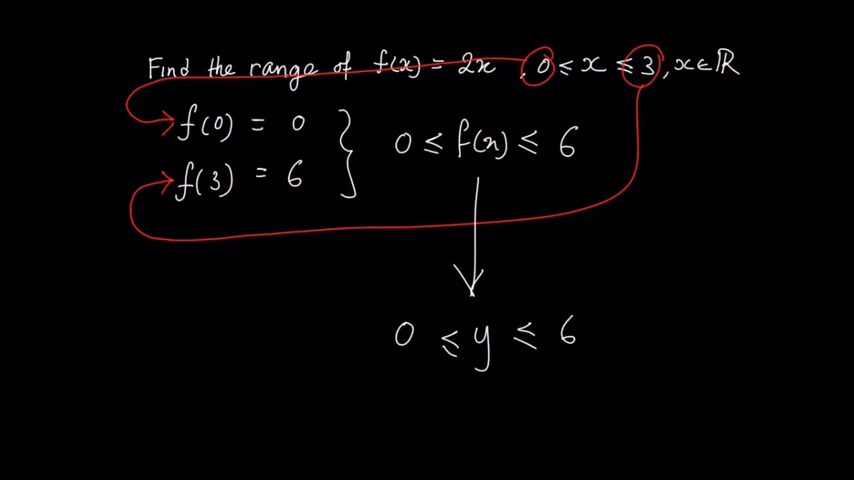 Find the range of f(x) = 2x , 0 ≤ x ≤ 3, x ∈ ℝ
f(0) = 0
f(3) = 6
0 ≤ f(x) ≤ 6
0 ≤ y ≤ 6